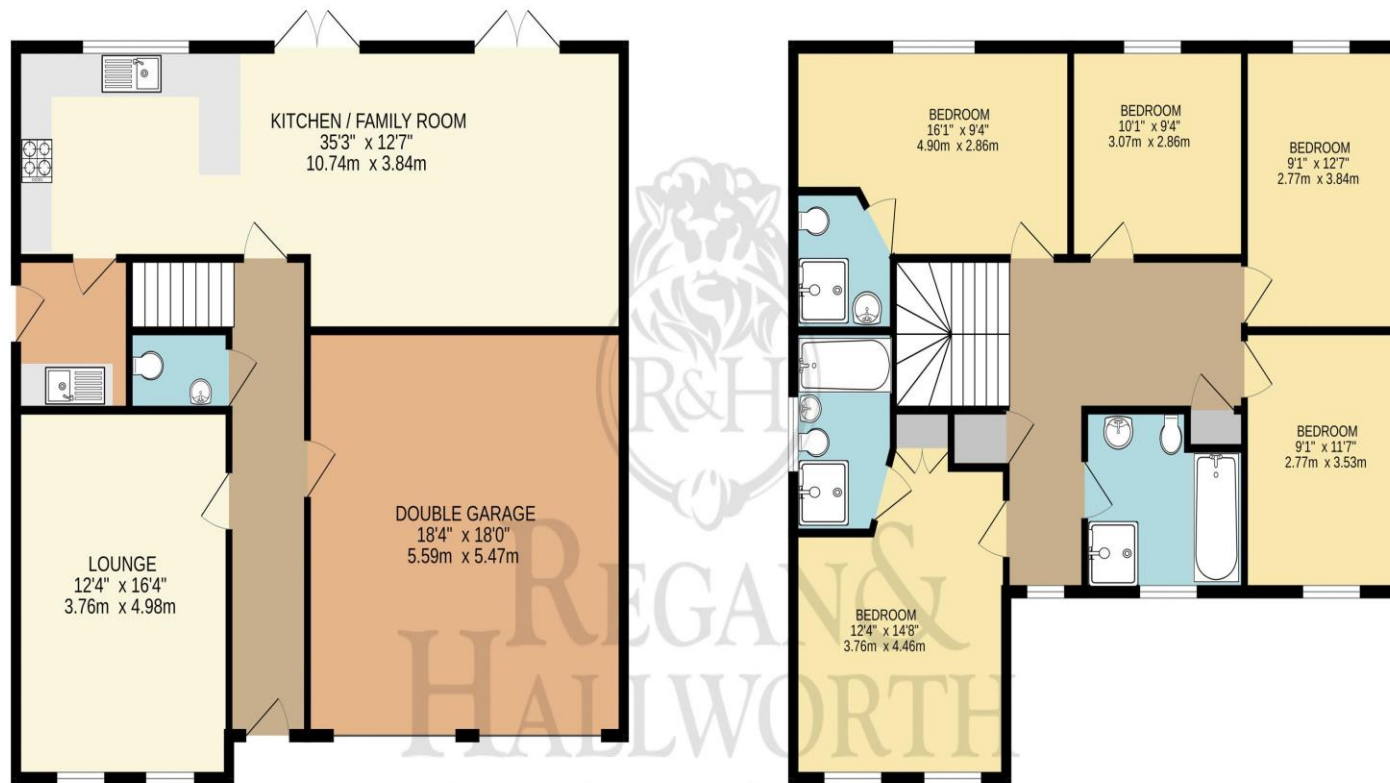 KITCHEN / FAMILY ROOM
35'3" x 12'7"
10.74m x 3.84m
DOUBLE GARAGE
18'4" x 18'0"
5.59m x 5.47m
LOUNGE
12'4" x 16'4"
3.76m x 4.98m
BEDROOM
16'1" x 9'4"
4.90m x 2.86m
BEDROOM
10'1" x 9'4"
3.07m x 2.86m
BEDROOM
9'1" x 12'7"
2.77m x 3.84m
BEDROOM
9'1" x 11'7"
2.77m x 3.53m
BEDROOM
12'4" x 14'8"
3.76m x 4.46m
R&H
REGAN &
HALLWORTH